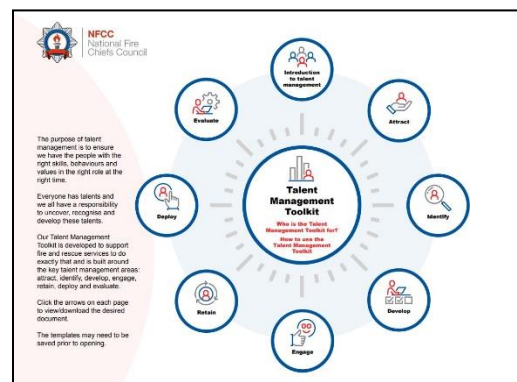 NFCC
National Fire
Chiefs Council
The purpose of talent
management is to ensure
we have the people with the
right skills, behaviours and
values in the right role at the
right time.
Everyone has talents and
we all have a responsibility
to uncover, recognise and
develop these talents.
Our Talent Management
Toolkit is developed to support
fire and rescue services to do
exactly that and is built around
the key talent management areas:
attract, identify, develop, engage,
retain, deploy and evaluate.
Click the arrows on each page
to view/download the desired
document.
The templates may need to be
saved prior to opening.
Introduction
to talent
management
Attract
Identify
Develop
Engage
Retain
Deploy
Evaluate
Talent
Management
Toolkit
Who is the Talent
Management Toolkit for?
How to use the
Talent Management
Toolkit